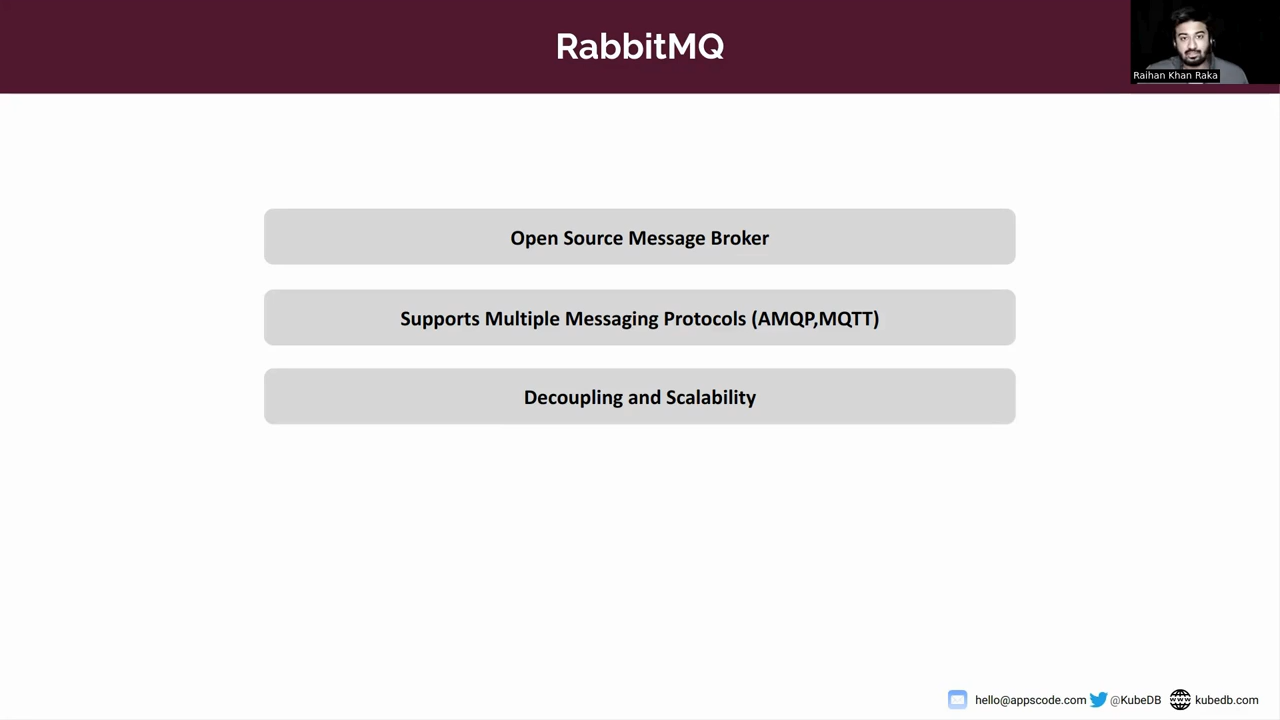 RabbitMQ
Raihan Khan Raka
Open Source Message Broker
Supports Multiple Messaging Protocols (AMQP,MQTT)
Decoupling and Scalability
hello@appscode.com @KubeDB kubedb.com